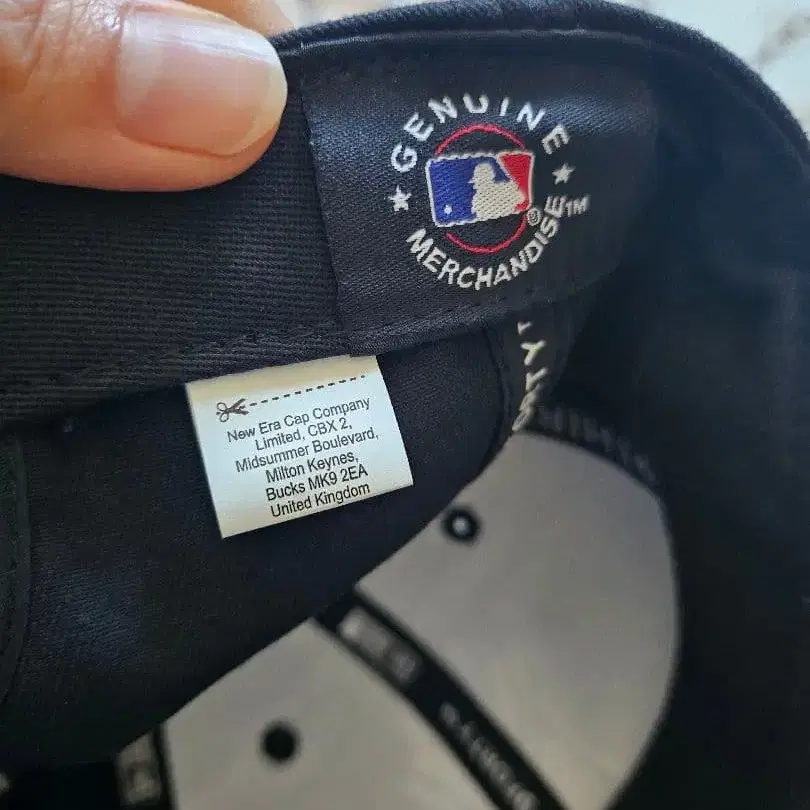 GENUINE
MERCHANDISE™
©
New Era Cap Company
Limited, CBX 2,
Midsummer Boulevard,
Milton Keynes,
Bucks MK9 2EA
United Kingdom